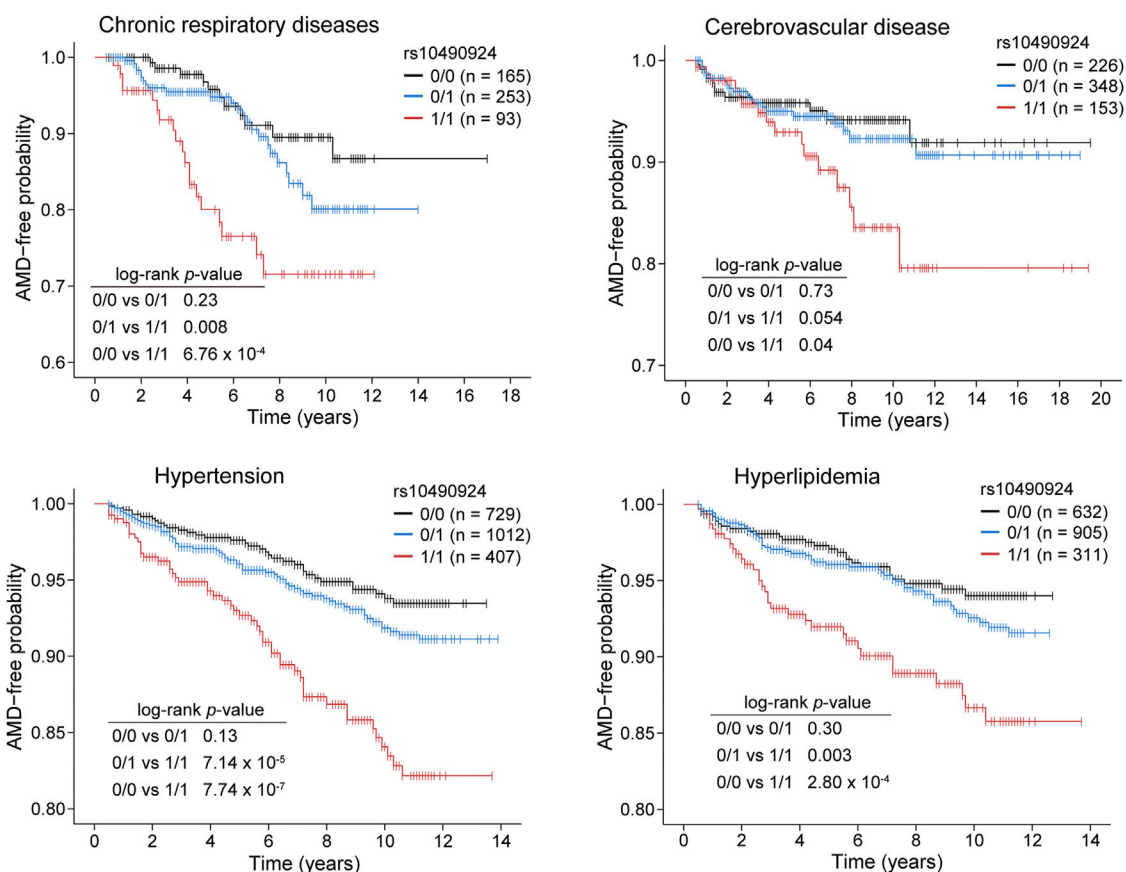 Chronic respiratory diseases
rs10490924
0/0 (n = 165)
0/1 (n = 253)
1/1 (n = 93)
AMD−free probability
1.0
0.9
0.8
0.7
0.6
log-rank p-value
0/0 vs 0/1 0.23
0/1 vs 1/1 0.008
0/0 vs 1/1 6.76 x 10⁻⁴
0 2 4 6 8 10 12 14 16 18
Time (years)
Cerebrovascular disease
rs10490924
0/0 (n = 226)
0/1 (n = 348)
1/1 (n = 153)
AMD−free probability
1.0
0.9
0.8
0.7
log-rank p-value
0/0 vs 0/1 0.73
0/1 vs 1/1 0.054
0/0 vs 1/1 0.04
0 2 4 6 8 10 12 14 16 18 20
Time (years)
Hypertension
rs10490924
0/0 (n = 729)
0/1 (n = 1012)
1/1 (n = 407)
AMD−free probability
1.00
0.95
0.90
0.85
0.80
log-rank p-value
0/0 vs 0/1 0.13
0/1 vs 1/1 7.14 x 10⁻⁵
0/0 vs 1/1 7.74 x 10⁻⁷
0 2 4 6 8 10 12 14
Time (years)
Hyperlipidemia
rs10490924
0/0 (n = 632)
0/1 (n = 905)
1/1 (n = 311)
AMD−free probability
1.00
0.95
0.90
0.85
0.80
log-rank p-value
0/0 vs 0/1 0.30
0/1 vs 1/1 0.003
0/0 vs 1/1 2.80 x 10⁻⁴
0 2 4 6 8 10 12 14
Time (years)